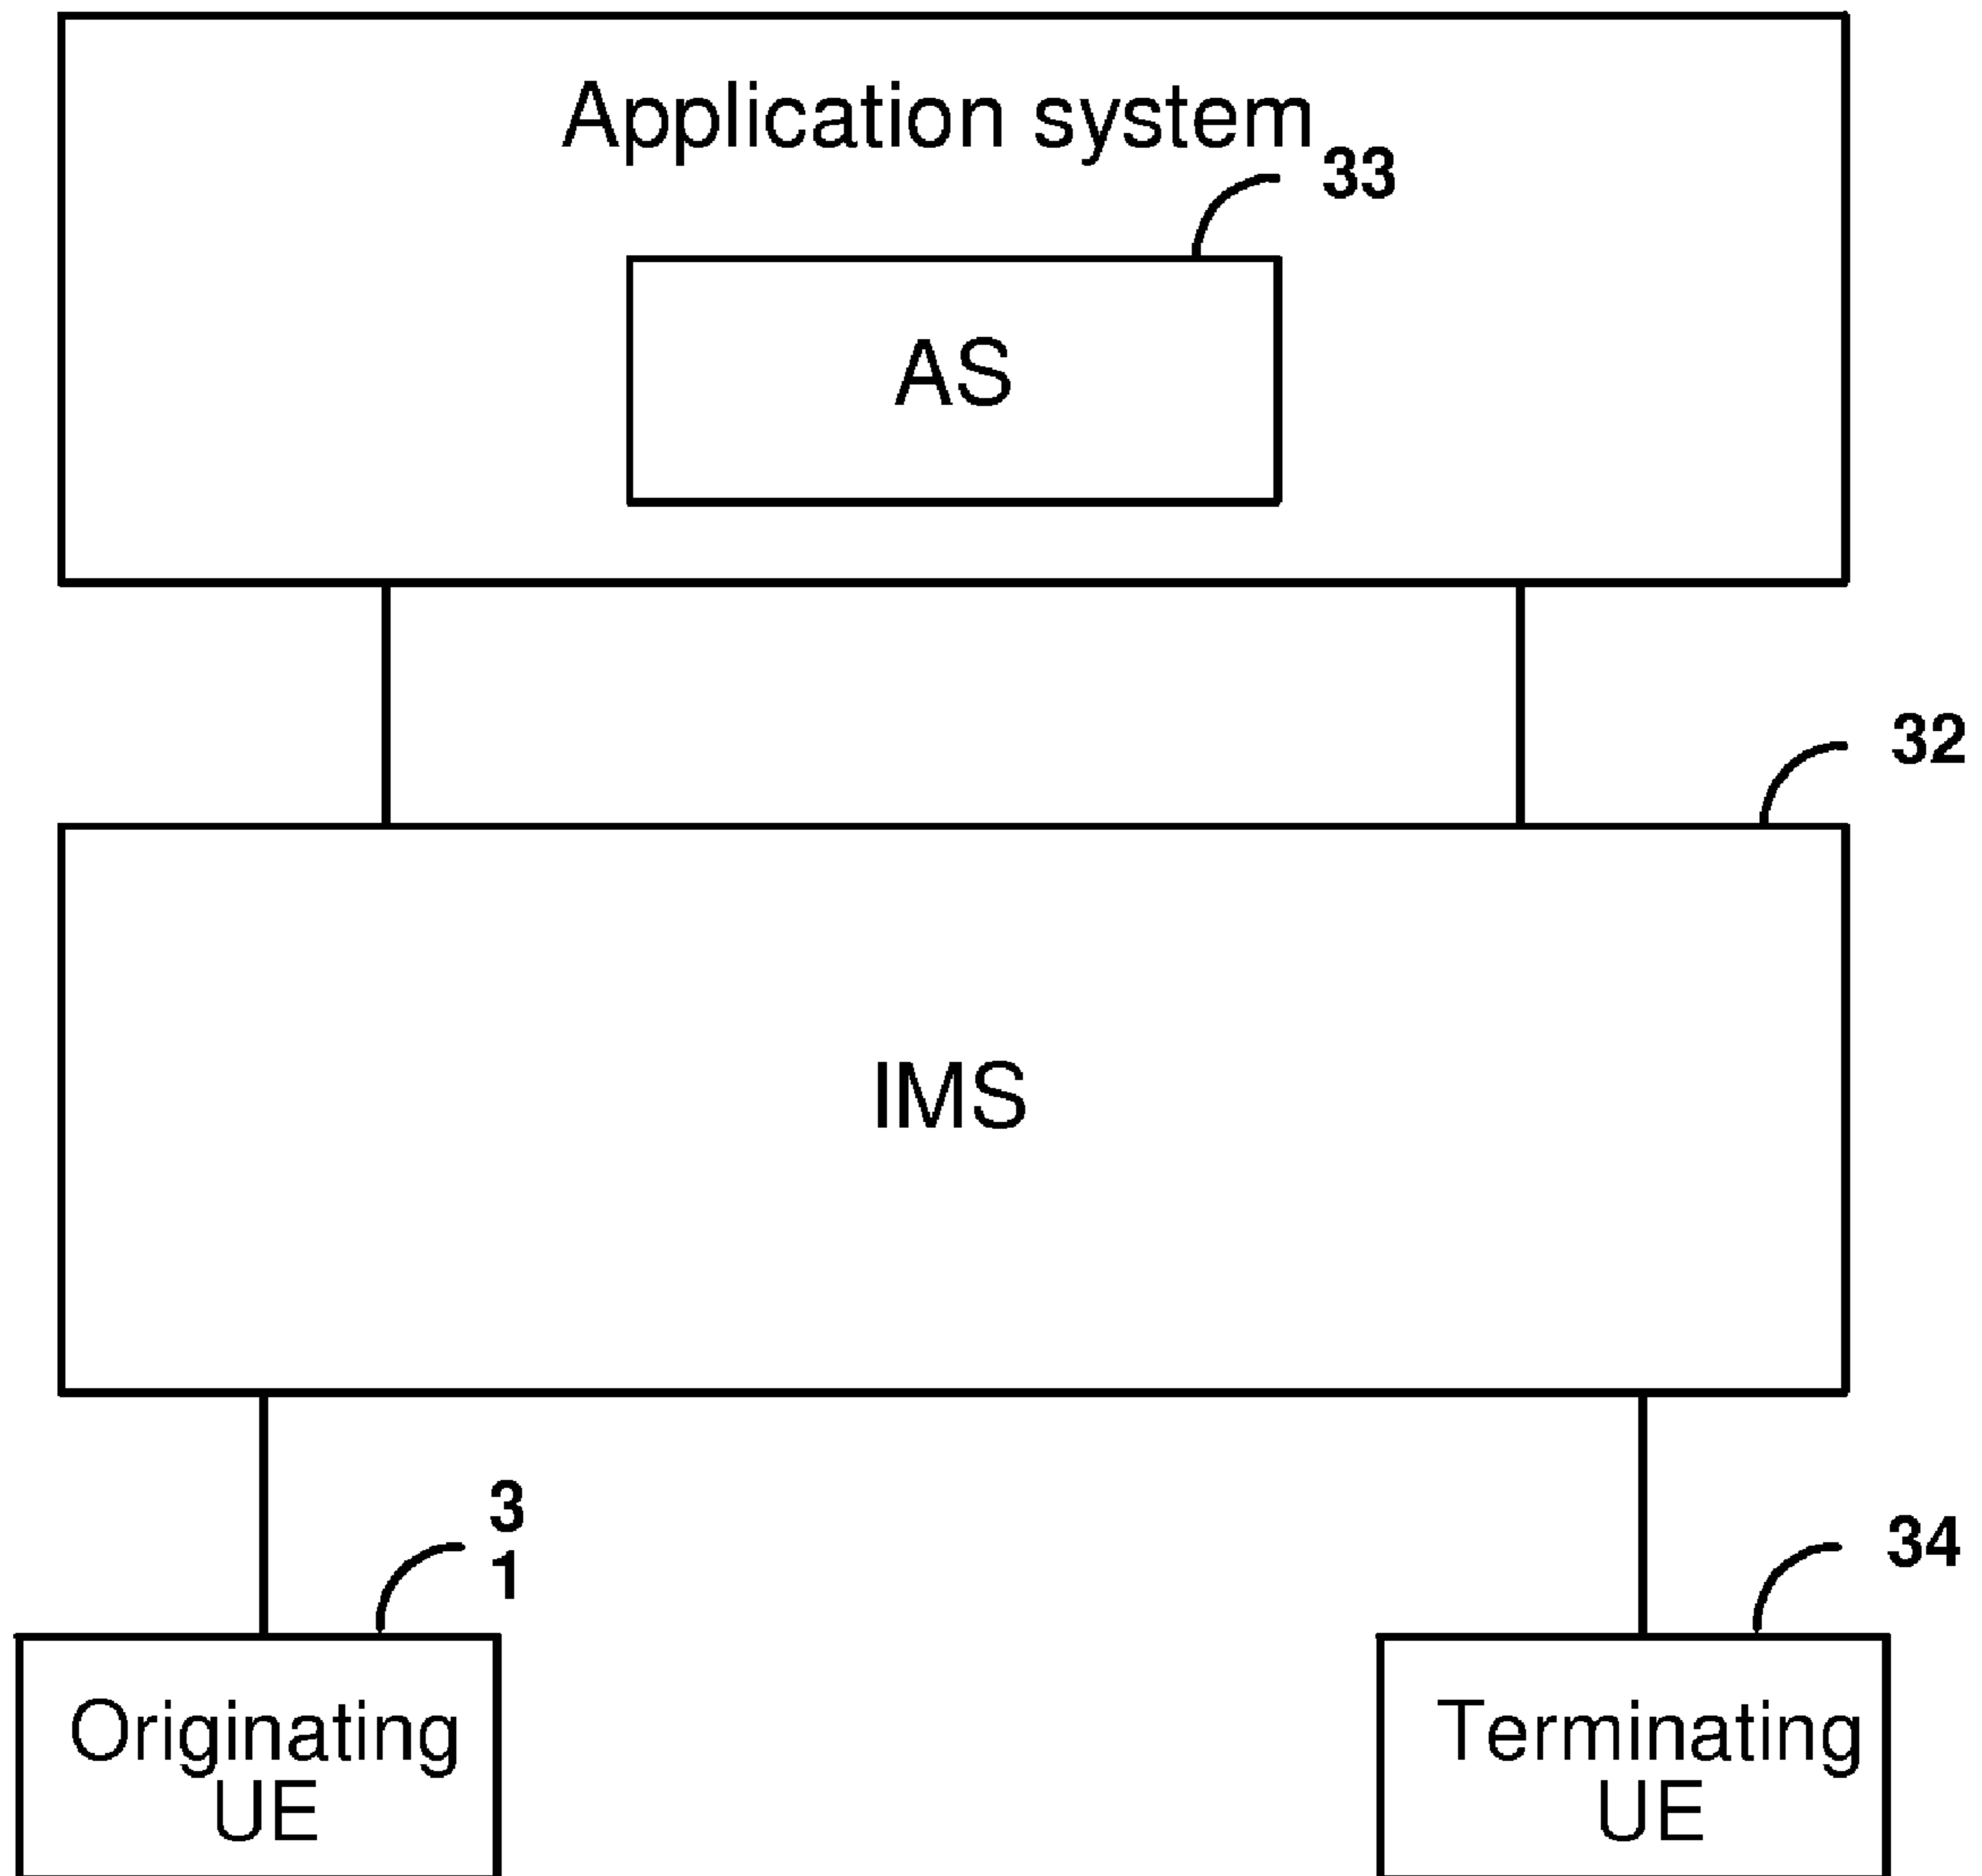 Application system
33
AS
32
IMS
3
1
34
Originating
UE
Terminating
UE